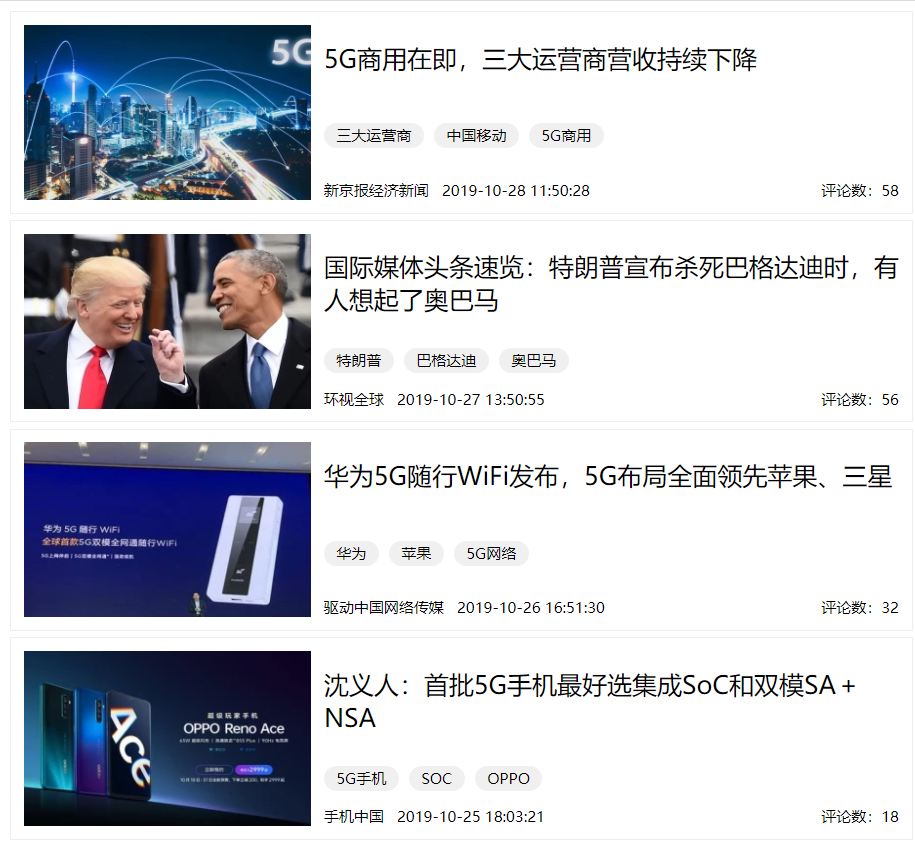 5G
5G商用在即，三大运营商营收持续下降
三大运营商 中国移动 5G商用
新京报经济新闻 2019-10-28 11:50:28 评论数：58
国际媒体头条速览：特朗普宣布杀死巴格达迪时，有
人想起了奥巴马
特朗普 巴格达迪 奥巴马
环视全球 2019-10-27 13:50:55 评论数：56
华为 5G 随行 WiFi
全球首款5G双模全网通随行WiFi
华为5G随行WiFi发布，5G布局全面领先苹果、三星
华为 苹果 5G网络
驱动中国网络传媒 2019-10-26 16:51:30 评论数：32
超级玩家手机
OPPO Reno Ace
Ace
沈义人：首批5G手机最好选集成SoC和双模SA＋
NSA
5G手机 SOC OPPO
手机中国 2019-10-25 18:03:21 评论数：18